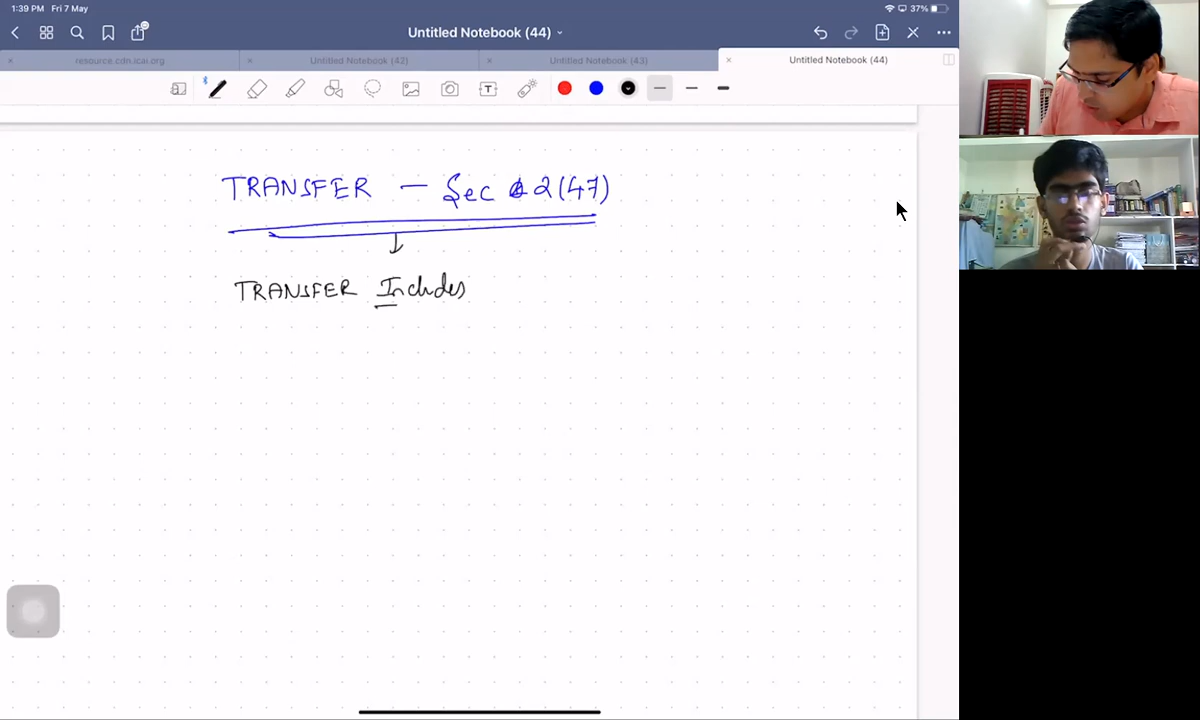 1:39 PM Fri 7 May
37%
Untitled Notebook (44)
resource.cdn.icai.org
Untitled Notebook (42)
Untitled Notebook (43)
Untitled Notebook (44)
T
TRANSFER — Sec 2(47)
TRANSFER Includes